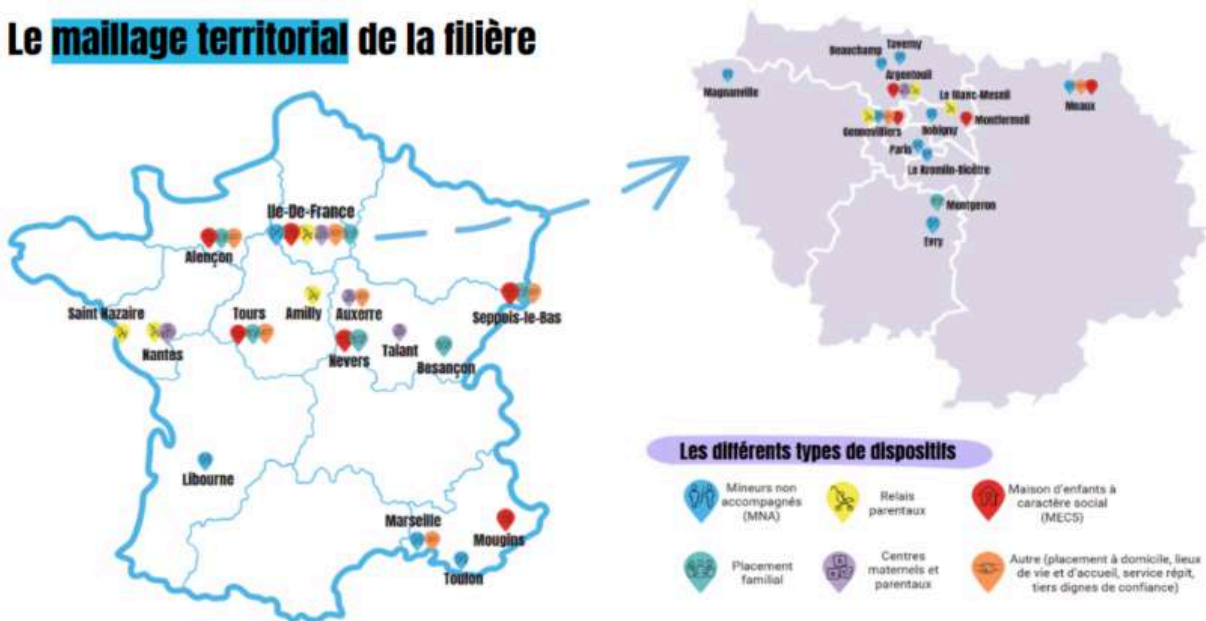 Le maillage territorial de la filière
Ile-De-France
Alençon
Saint Nazaire
Nantes
Tours
Amilly
Auxerre
Nevers
Talant
Besançon
Seppois-le-Bas
Libourne
Marseille
Toulon
Mougins
Beauchamp
Taverny
Argenteuil
Magnanville
Le Blanc-Mesnil
Meaux
Gennevilliers
Bobigny
Montfermeil
Paris
Le Kremlin-Bicêtre
Montgeron
Evry
Les différents types de dispositifs
Mineurs non
accompagnés
(MNA)
Relais
parentaux
Maison d'enfants à
caractère social
(MECS)
Placement
familial
Centres
maternels et
parentaux
Autre (placement à domicile, lieux
de vie et d'accueil, service répit,
tiers dignes de confiance)